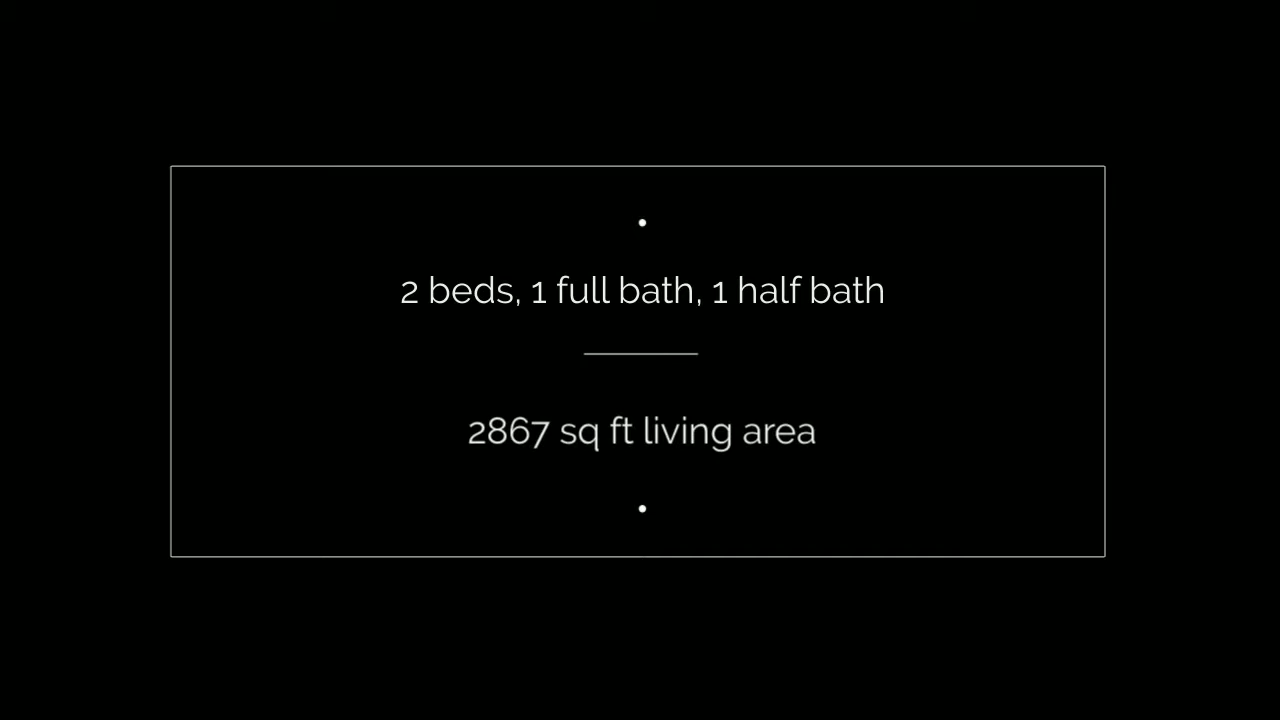 2 beds, 1 full bath, 1 half bath
2867 sq ft living area